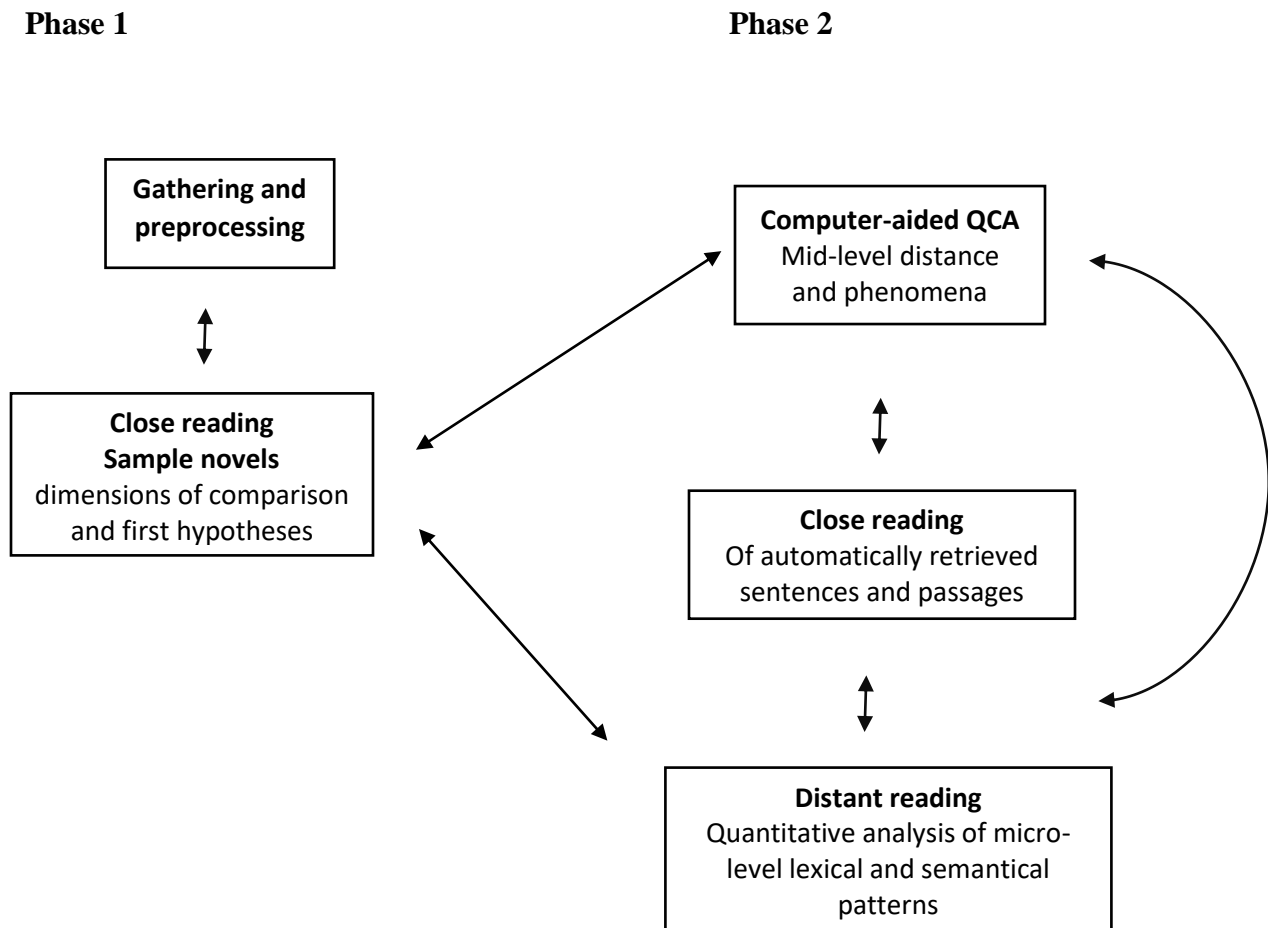 Phase 1
Phase 2
Gathering and
preprocessing
Close reading
Sample novels
dimensions of comparison
and first hypotheses
Computer-aided QCA
Mid-level distance
and phenomena
Close reading
Of automatically retrieved
sentences and passages
Distant reading
Quantitative analysis of micro-
level lexical and semantical
patterns